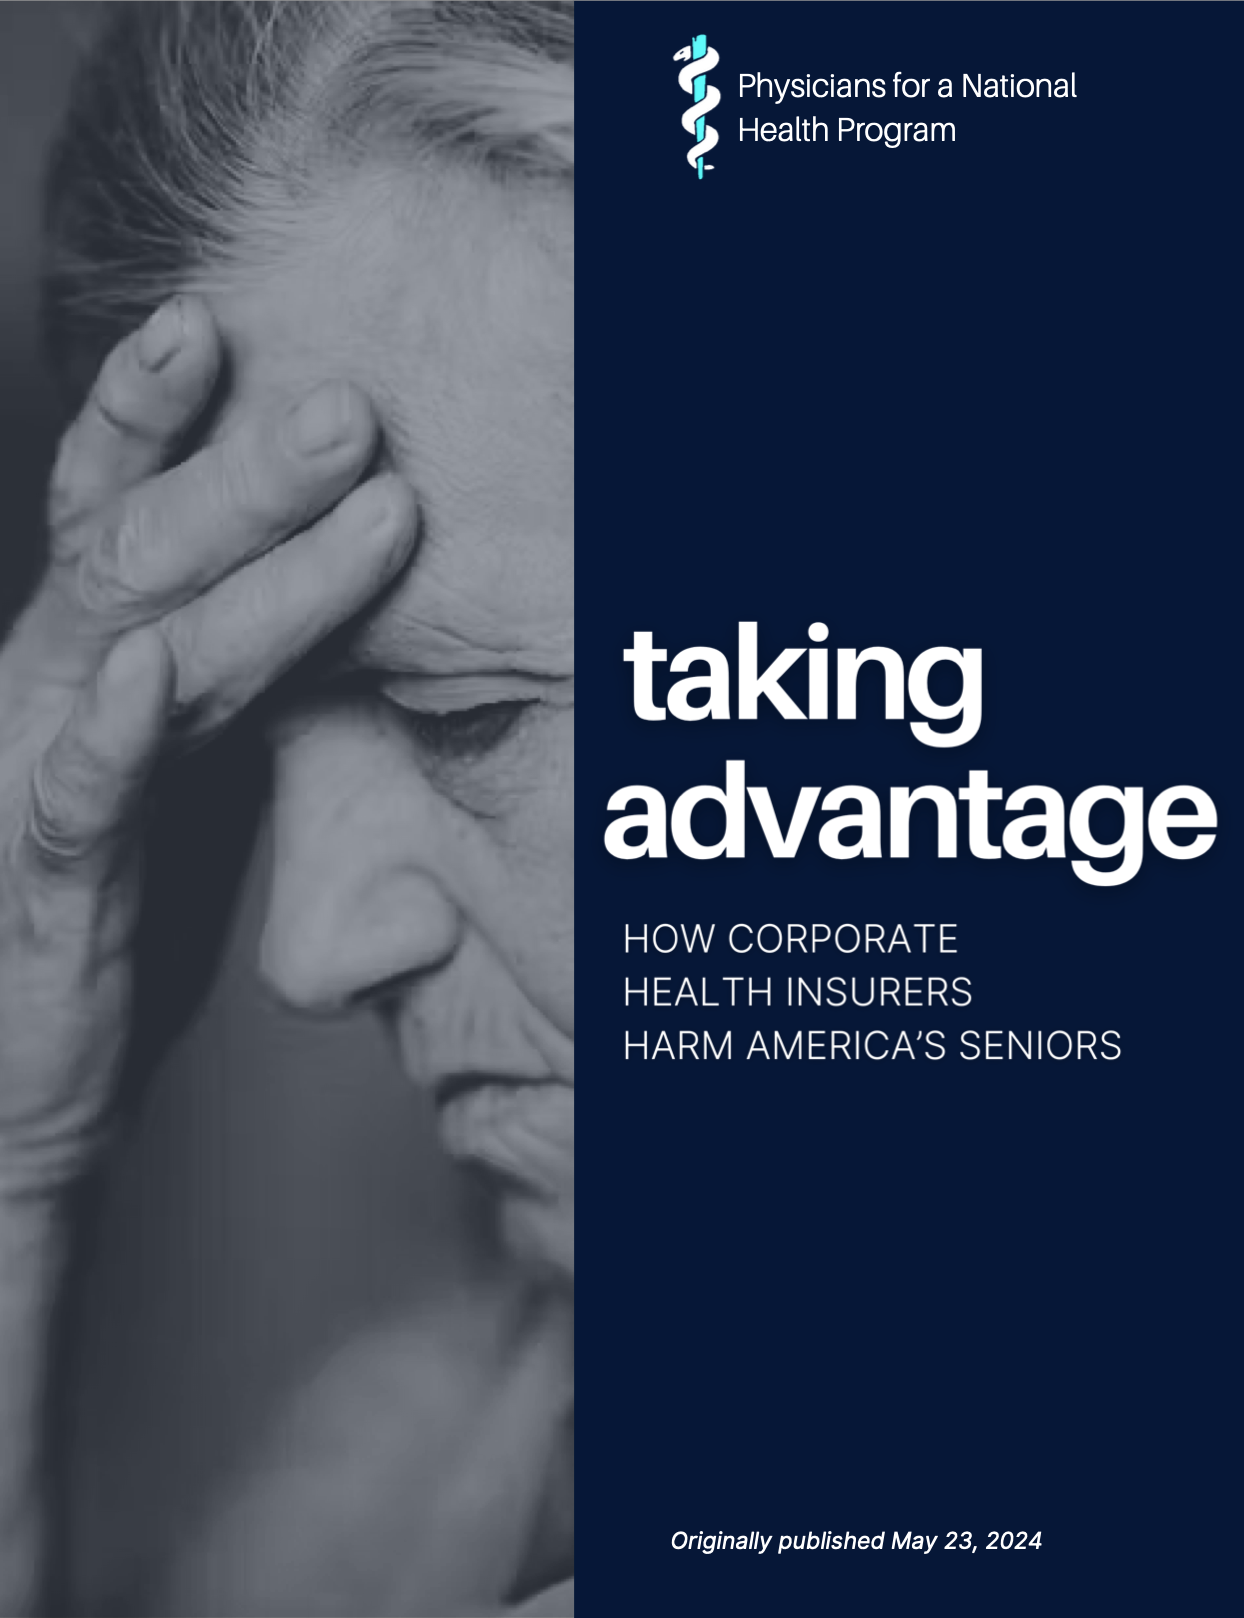 Physicians for a National
Health Program
taking
advantage
HOW CORPORATE
HEALTH INSURERS
HARM AMERICA’S SENIORS
Originally published May 23, 2024